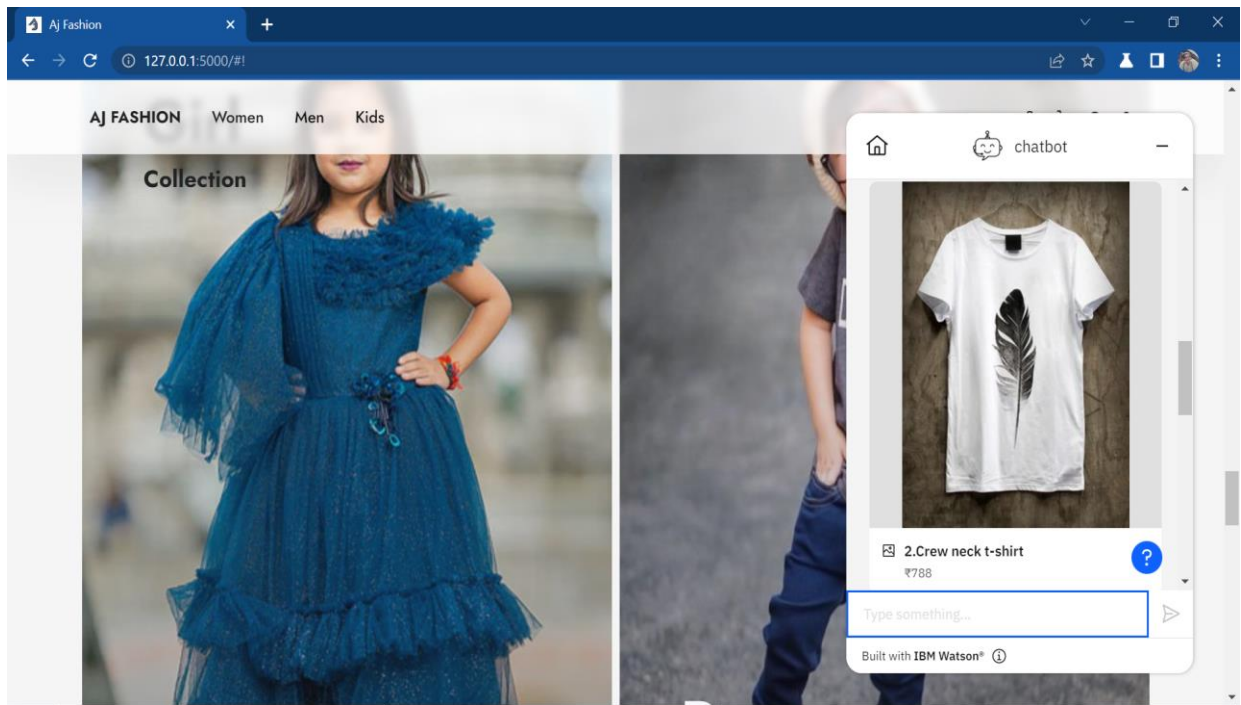 Aj Fashion
127.0.0.1:5000/#!
AJ FASHION Women Men Kids
Girl
Collection
chatbot
2.Crew neck t-shirt
₹788
?
Type something...
Built with IBM Watson®